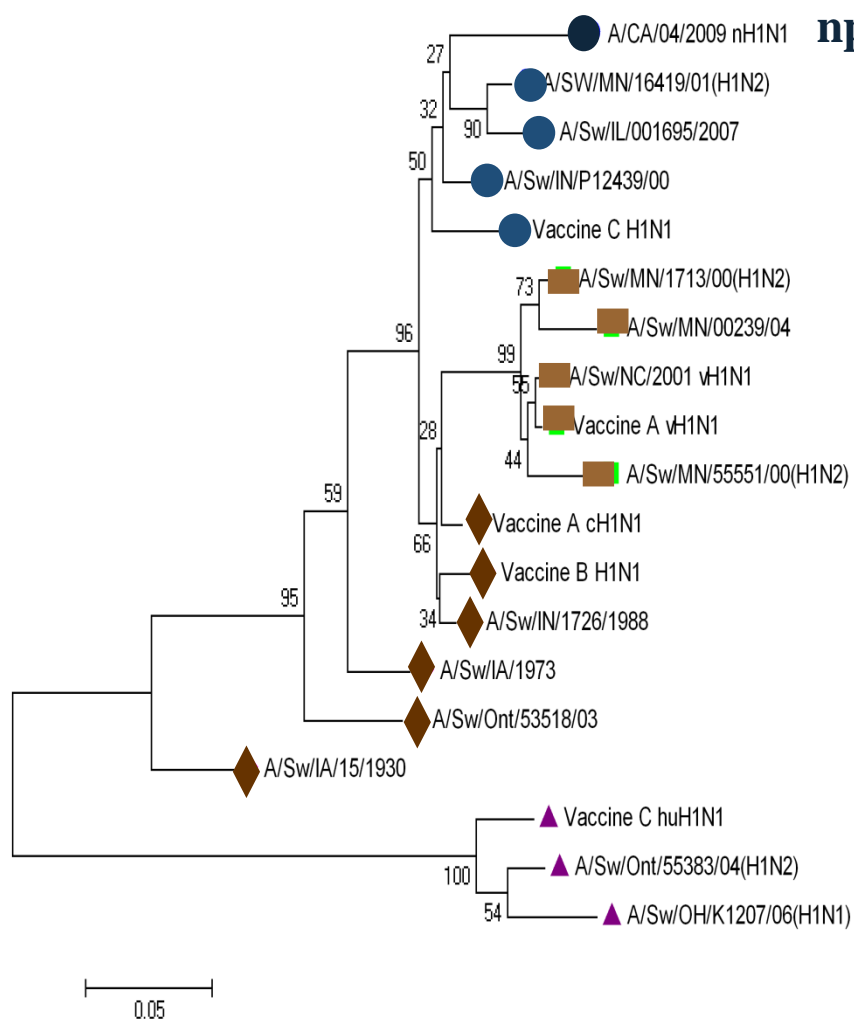 np
A/CA/04/2009 nH1N1
27
A/SW/MN/16419/01(H1N2)
32
90
A/Sw/IL/001695/2007
50
A/Sw/IN/P12439/00
Vaccine C H1N1
A/Sw/MN/1713/00(H1N2)
73
A/Sw/MN/00239/04
96
99
A/Sw/NC/2001 vH1N1
55
Vaccine A vH1N1
28
44
A/Sw/MN/55551/00(H1N2)
59
Vaccine A cH1N1
66
Vaccine B H1N1
95
34
A/Sw/IN/1726/1988
A/Sw/IA/1973
A/Sw/Ont/53518/03
A/Sw/IA/15/1930
Vaccine C huH1N1
100
A/Sw/Ont/55383/04(H1N2)
54
A/Sw/OH/K1207/06(H1N1)
0.05